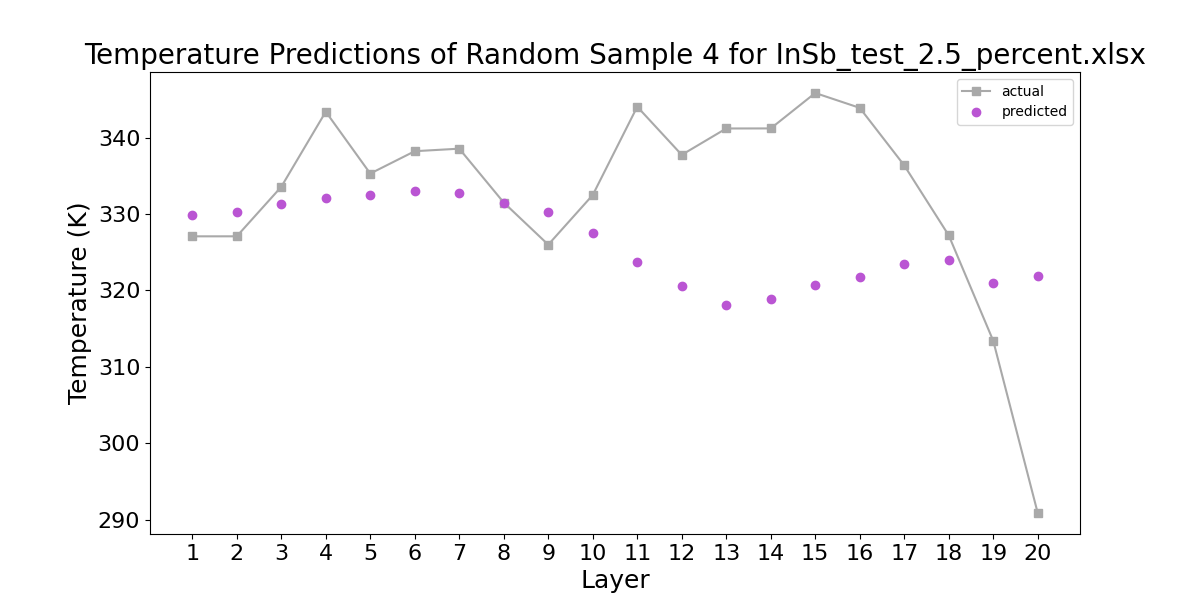 Temperature Predictions of Random Sample 4 for InSb_test_2.5_percent.xlsx
actual
predicted
Temperature (K)
340
330
320
310
300
290
1 2 3 4 5 6 7 8 9 10 11 12 13 14 15 16 17 18 19 20
Layer